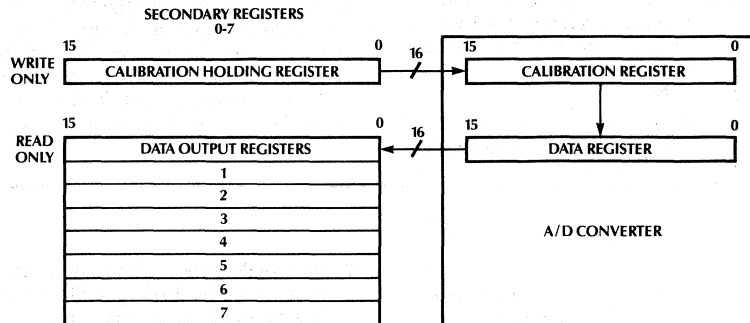 SECONDARY REGISTERS
0-7
15 0 16 15 0
WRITE ONLY
CALIBRATION HOLDING REGISTER
CALIBRATION REGISTER
15 0 16 15 0
READ ONLY
DATA OUTPUT REGISTERS
DATA REGISTER
1
2
3
4
A/D CONVERTER
5
6
7